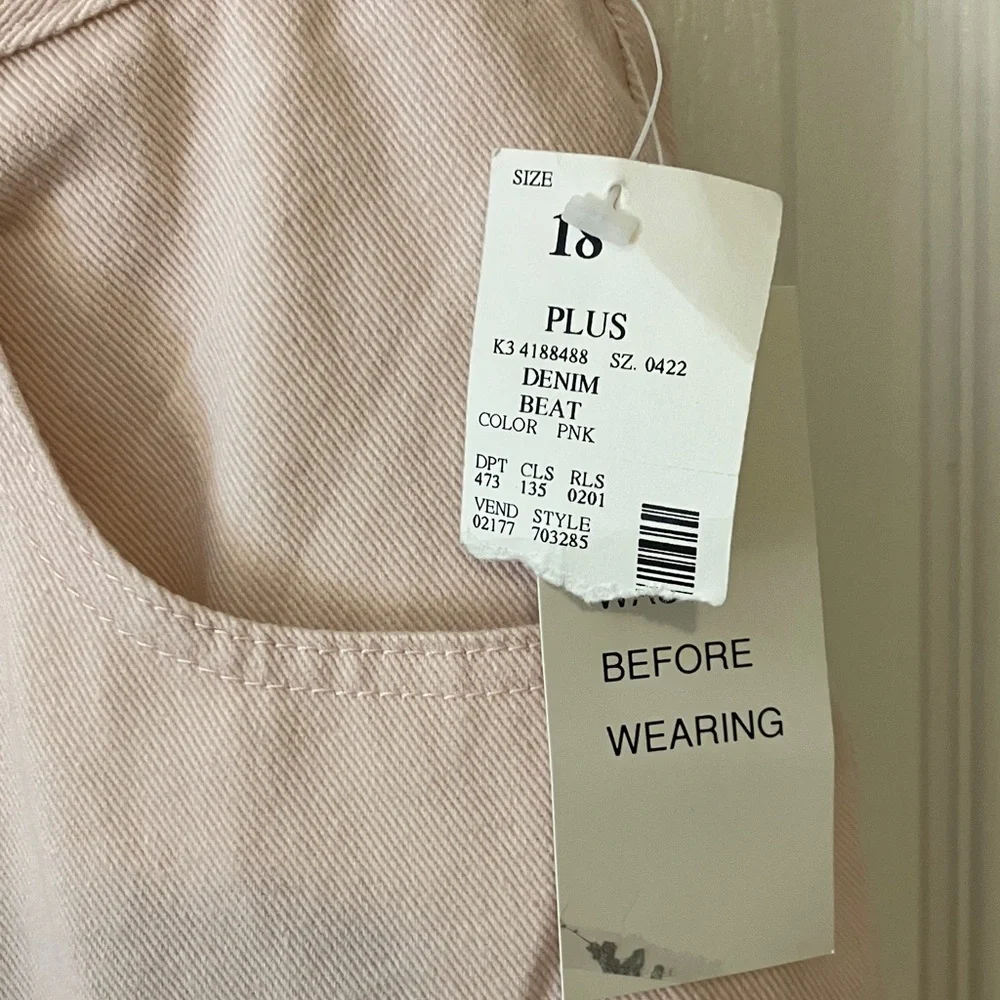 SIZE
18
PLUS
K3 4188488 SZ. 0422
DENIM
BEAT
COLOR PNK
DPT CLS RLS
473 135 0201
VEND STYLE
02177 703285
BEFORE
WEARING